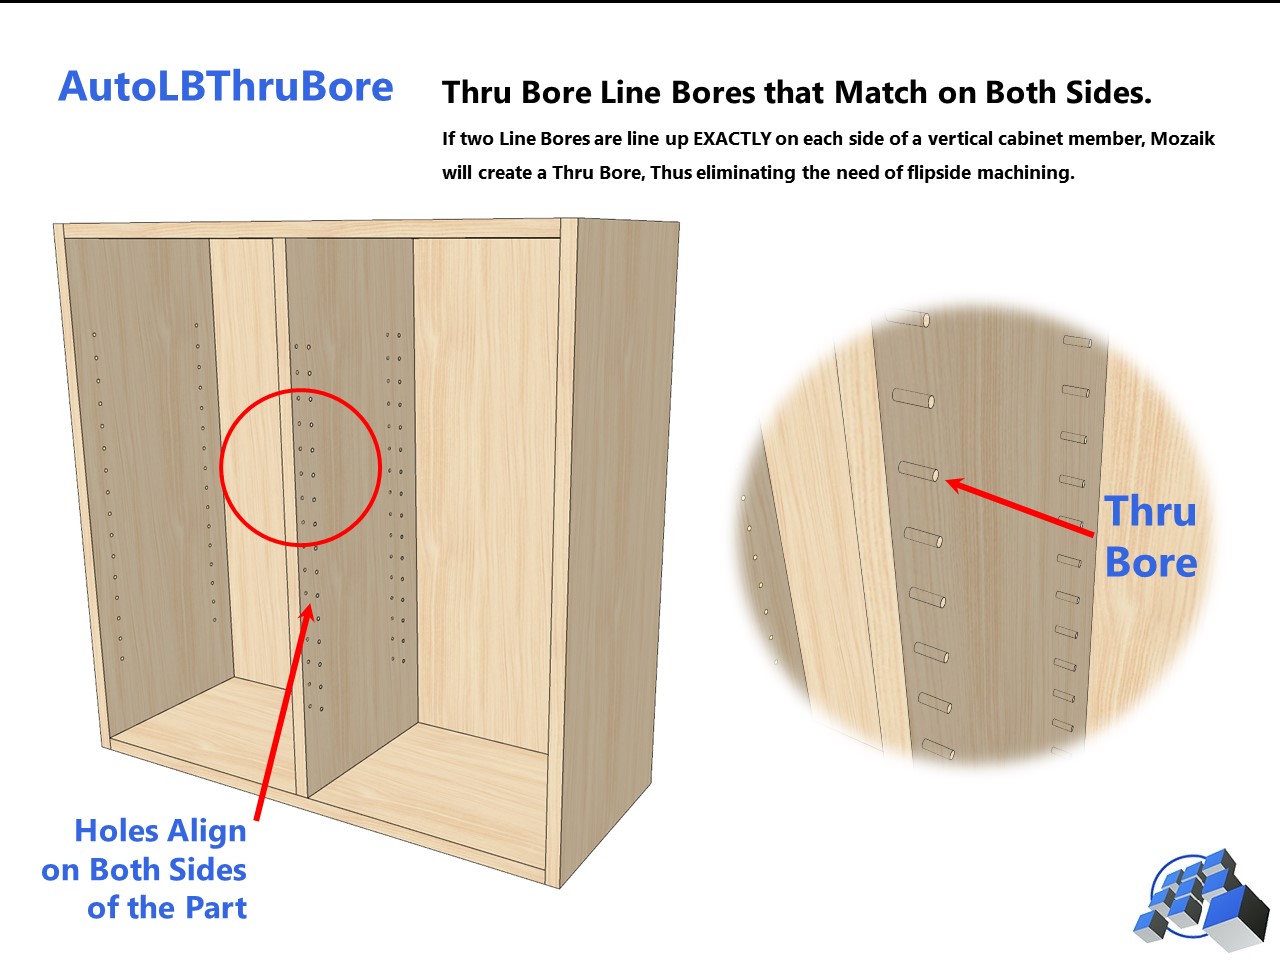 AutoLBThruBore
Thru Bore Line Bores that Match on Both Sides.
If two Line Bores are line up EXACTLY on each side of a vertical cabinet member, Mozaik
will create a Thru Bore, Thus eliminating the need of flipside machining.
Thru
Bore
Holes Align
on Both Sides
of the Part